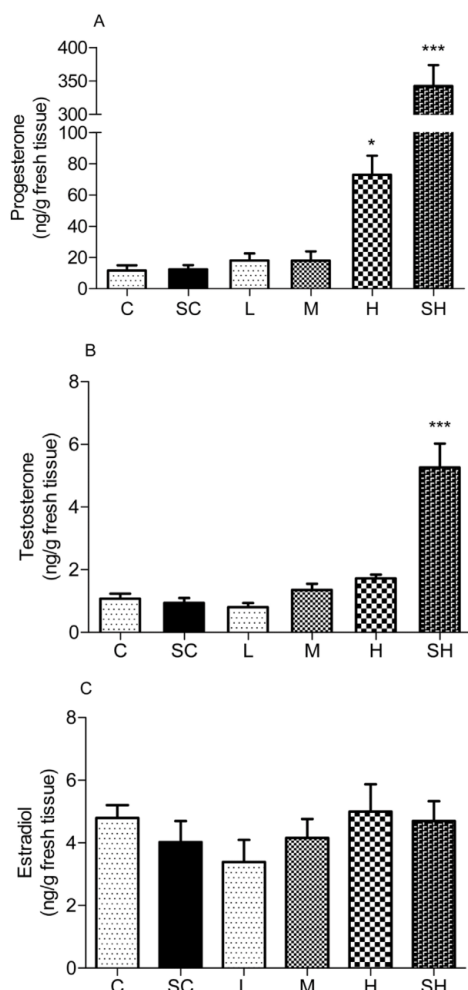 A
Progesterone
(ng/g fresh tissue)
400
350
300
100
80
60
40
20
0
*
***
C SC L M H SH
B
Testosterone
(ng/g fresh tissue)
8
6
4
2
0
***
C SC L M H SH
C
Estradiol
(ng/g fresh tissue)
8
6
4
2
0
C SC L M H SH